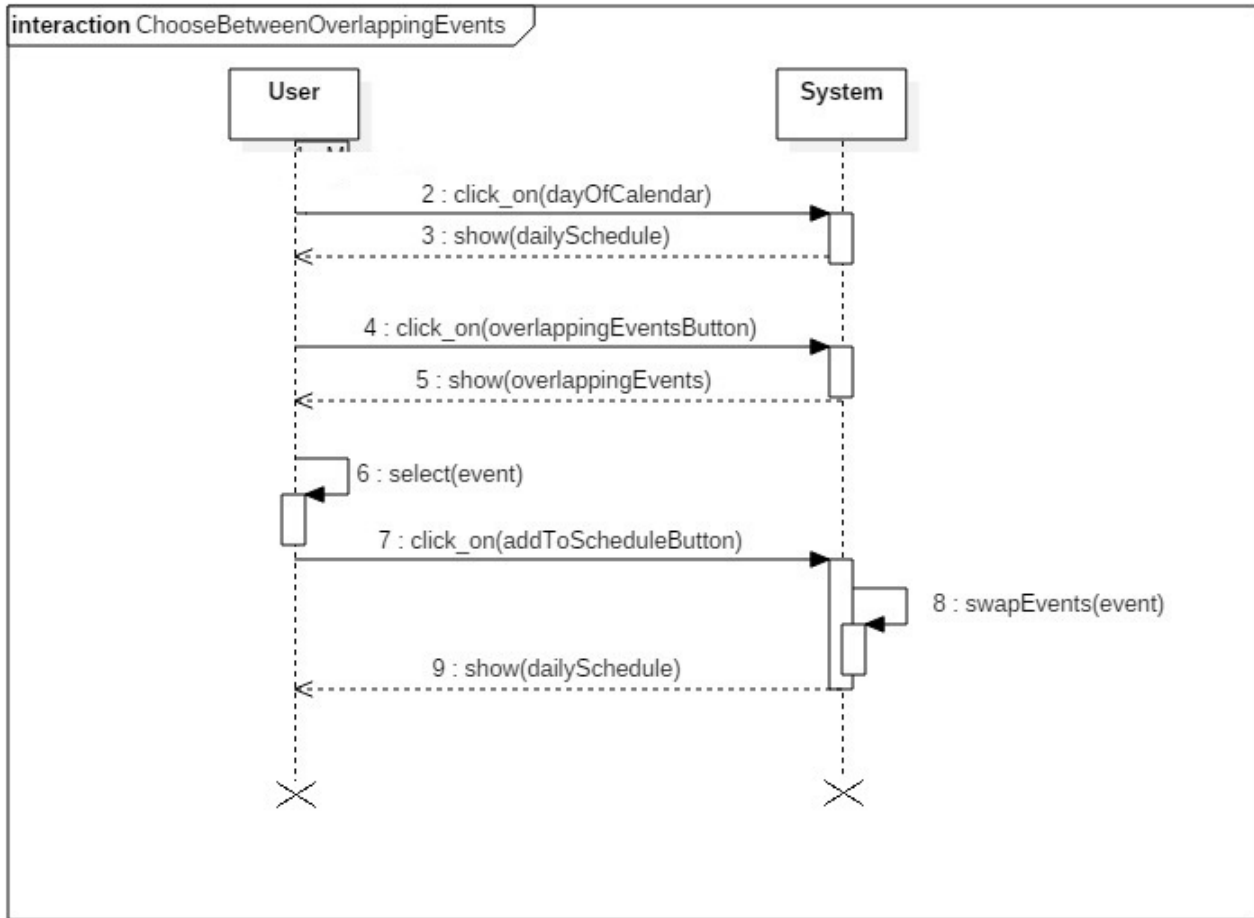 interaction ChooseBetweenOverlappingEvents
User
System
2 : click_on(dayOfCalendar)
3 : show(dailySchedule)
4 : click_on(overlappingEventsButton)
5 : show(overlappingEvents)
6 : select(event)
7 : click_on(addToScheduleButton)
8 : swapEvents(event)
9 : show(dailySchedule)